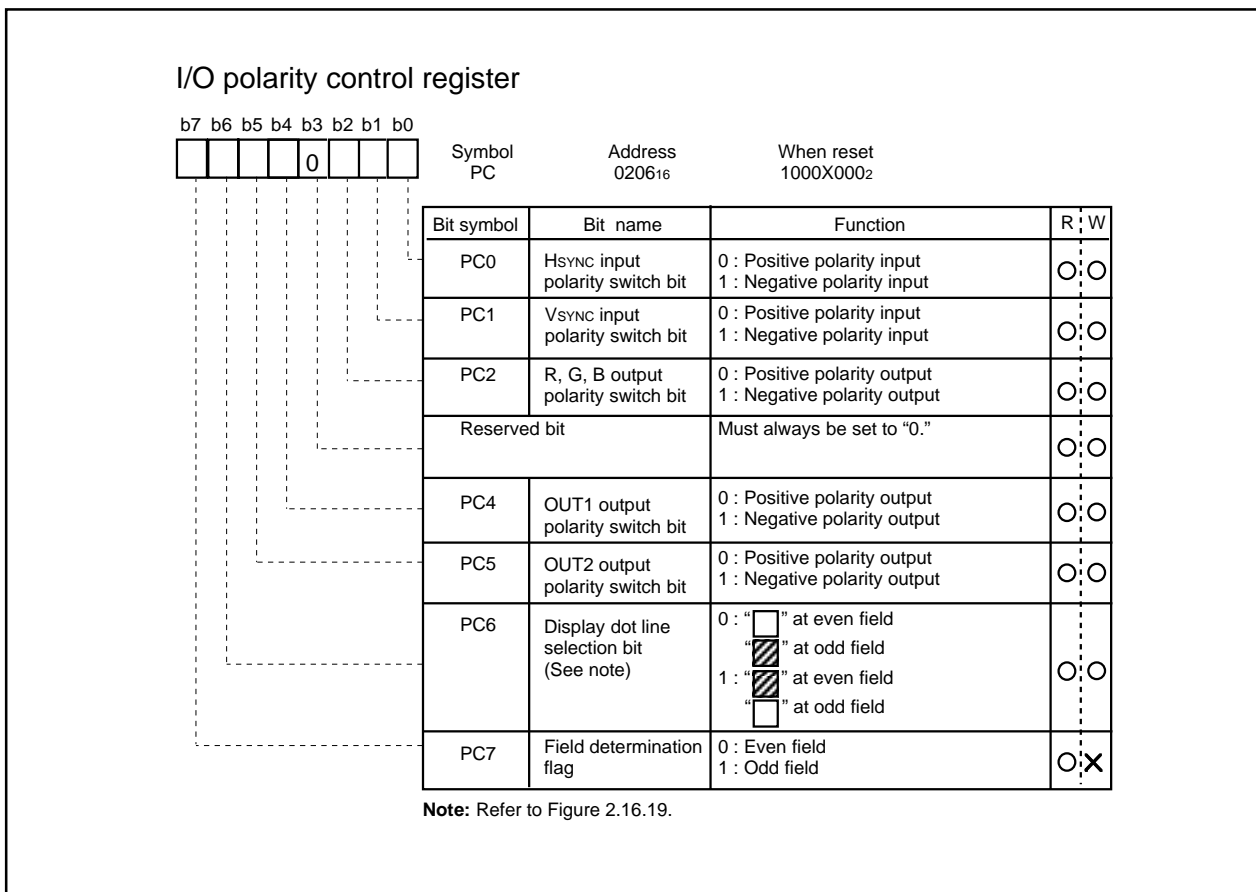 I/O polarity control register
b7 b6 b5 b4 b3 b2 b1 b0
0
Symbol Address When reset
PC 020616 1000X0002
Bit symbol Bit name Function R W
PC0 HSYNC input 0 : Positive polarity input
polarity switch bit 1 : Negative polarity input
PC1 VSYNC input 0 : Positive polarity input
polarity switch bit 1 : Negative polarity input
PC2 R, G, B output 0 : Positive polarity output
polarity switch bit 1 : Negative polarity output
Reserved bit Must always be set to “0.”
PC4 OUT1 output 0 : Positive polarity output
polarity switch bit 1 : Negative polarity output
PC5 OUT2 output 0 : Positive polarity output
polarity switch bit 1 : Negative polarity output
PC6 Display dot line 0 : “ ” at even field
selection bit “ ” at odd field
(See note) 1 : “ ” at even field
“ ” at odd field
PC7 Field determination 0 : Even field
flag 1 : Odd field
Note: Refer to Figure 2.16.19.